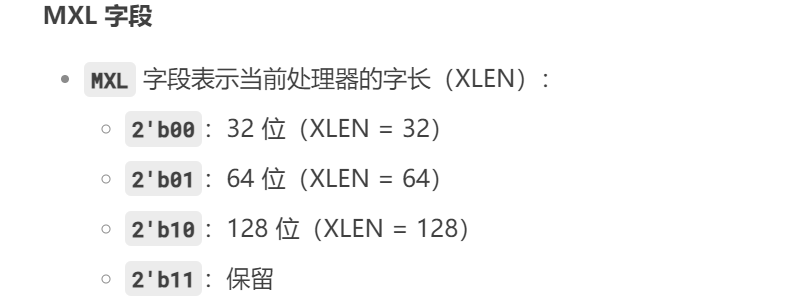 MXL 字段
MXL 字段表示当前处理器的字长（XLEN）：
2'b00：32 位（XLEN = 32）
2'b01：64 位（XLEN = 64）
2'b10：128 位（XLEN = 128）
2'b11：保留